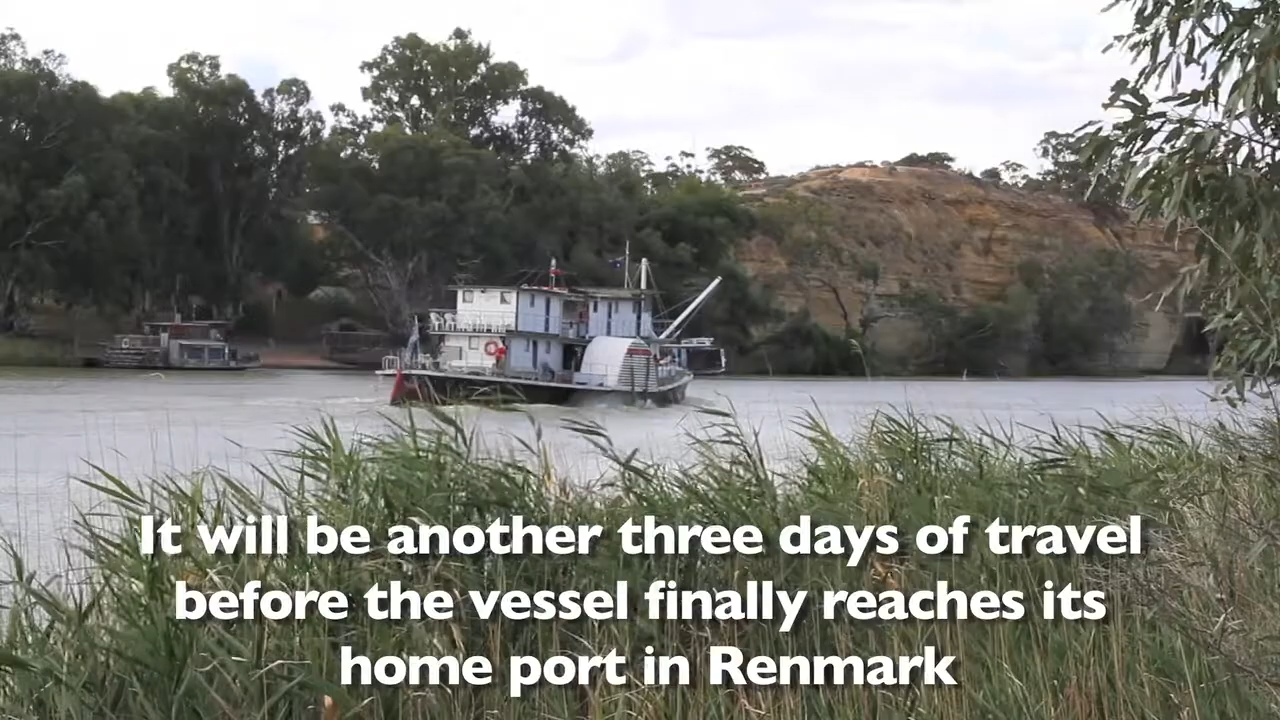 It will be another three days of travel
before the vessel finally reaches its
home port in Renmark